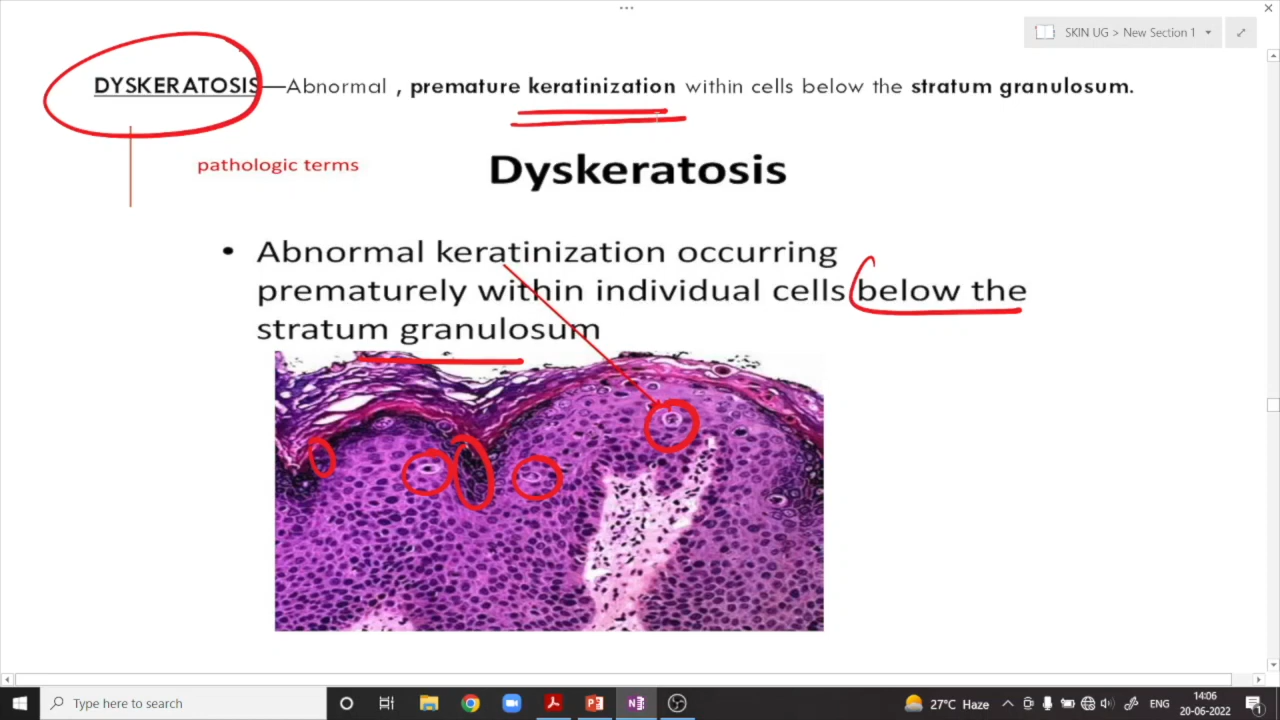 SKIN UG > New Section 1
DYSKERATOSIS—Abnormal , premature keratinization within cells below the stratum granulosum.
pathologic terms
Dyskeratosis
• Abnormal keratinization occurring
prematurely within individual cells below the
stratum granulosum
Type here to search
27°C Haze
ENG
14:06
20-06-2022
1